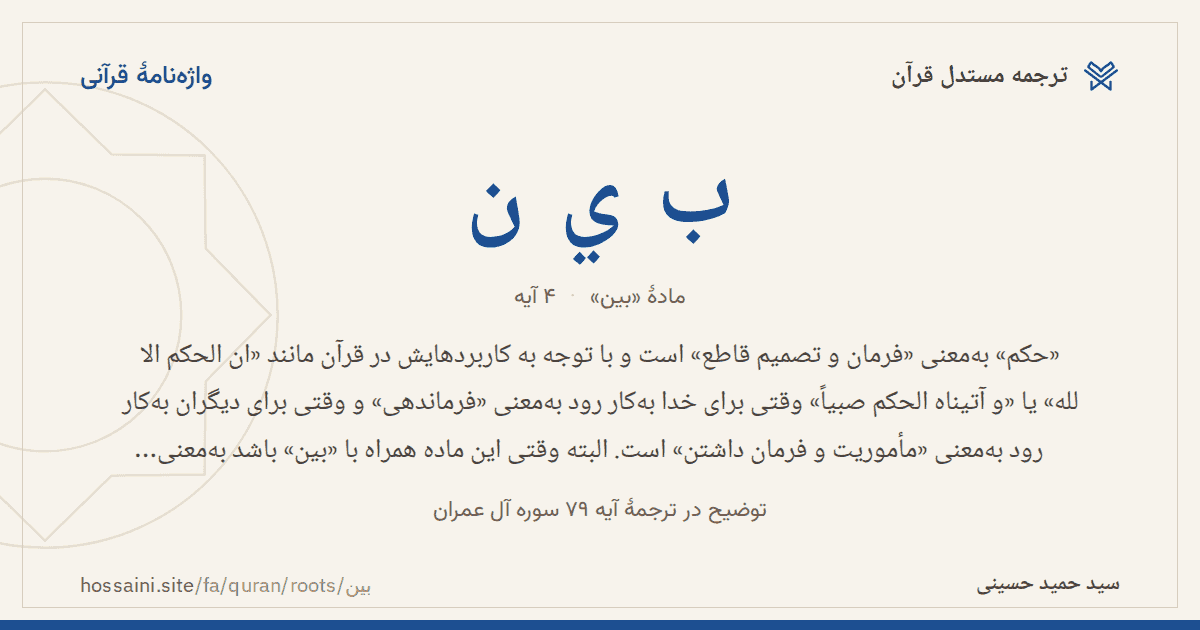 ترجمه مستدل قرآن
واژه‌نامهٔ قرآنی
ب ي ن
مادهٔ «بین» · ۴ آیه
«حکم» به‌معنی «فرمان و تصمیم قاطع» است و با توجه به کاربردهایش در قرآن مانند «ان الحکم الا
لله» یا «و آتیناه الحکم صبیاً» وقتی برای خدا به‌کار رود به‌معنی «فرماندهی» و وقتی برای دیگران به‌کار
رود به‌معنی «مأموریت و فرمان داشتن» است. البته وقتی این ماده همراه با «بین» باشد به‌معنی...
توضیح در ترجمهٔ آیه ۷۹ سوره آل عمران
سید حمید حسینی
hossaini.site/fa/quran/roots/بین